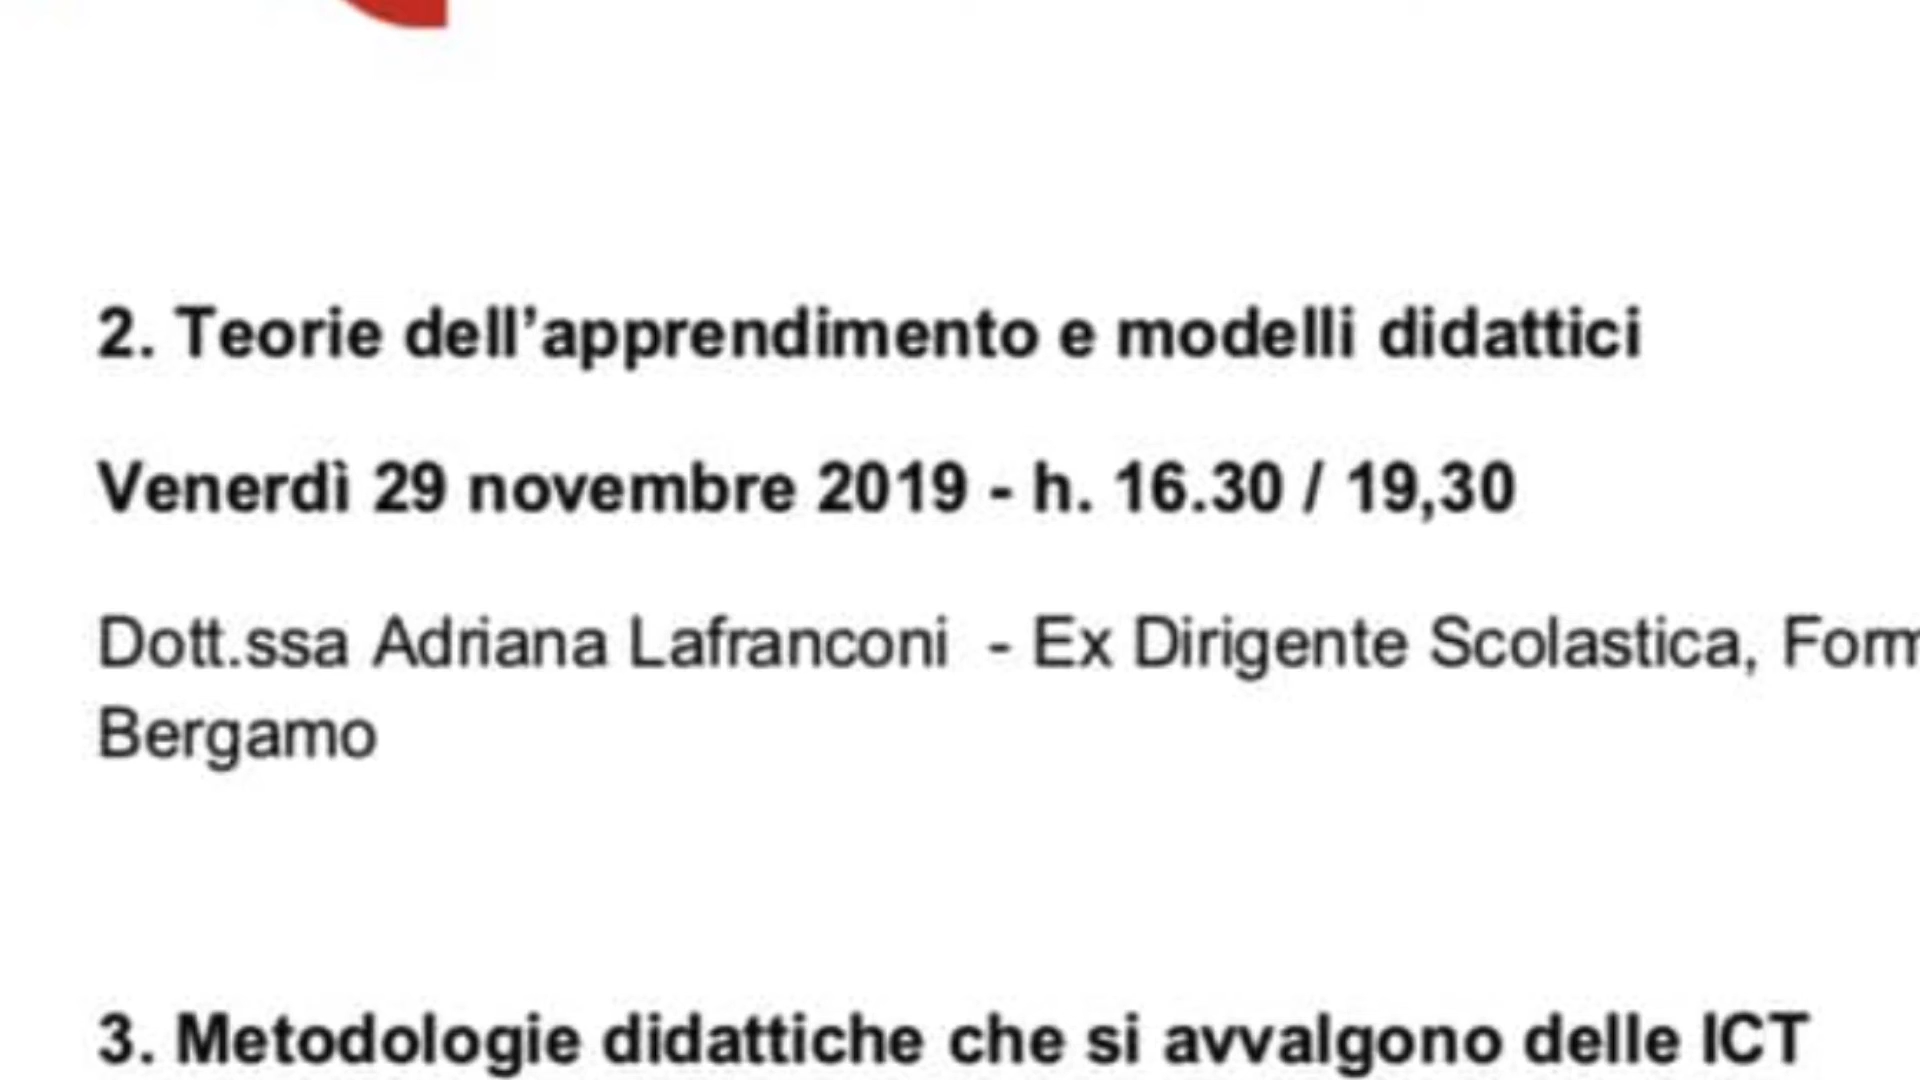 2. Teorie dell’apprendimento e modelli didattici
Venerdì 29 novembre 2019 - h. 16.30 / 19,30
Dott.ssa Adriana Lafranconi - Ex Dirigente Scolastica,
Bergamo
3. Metodologie didattiche che si avvalgono delle ICT